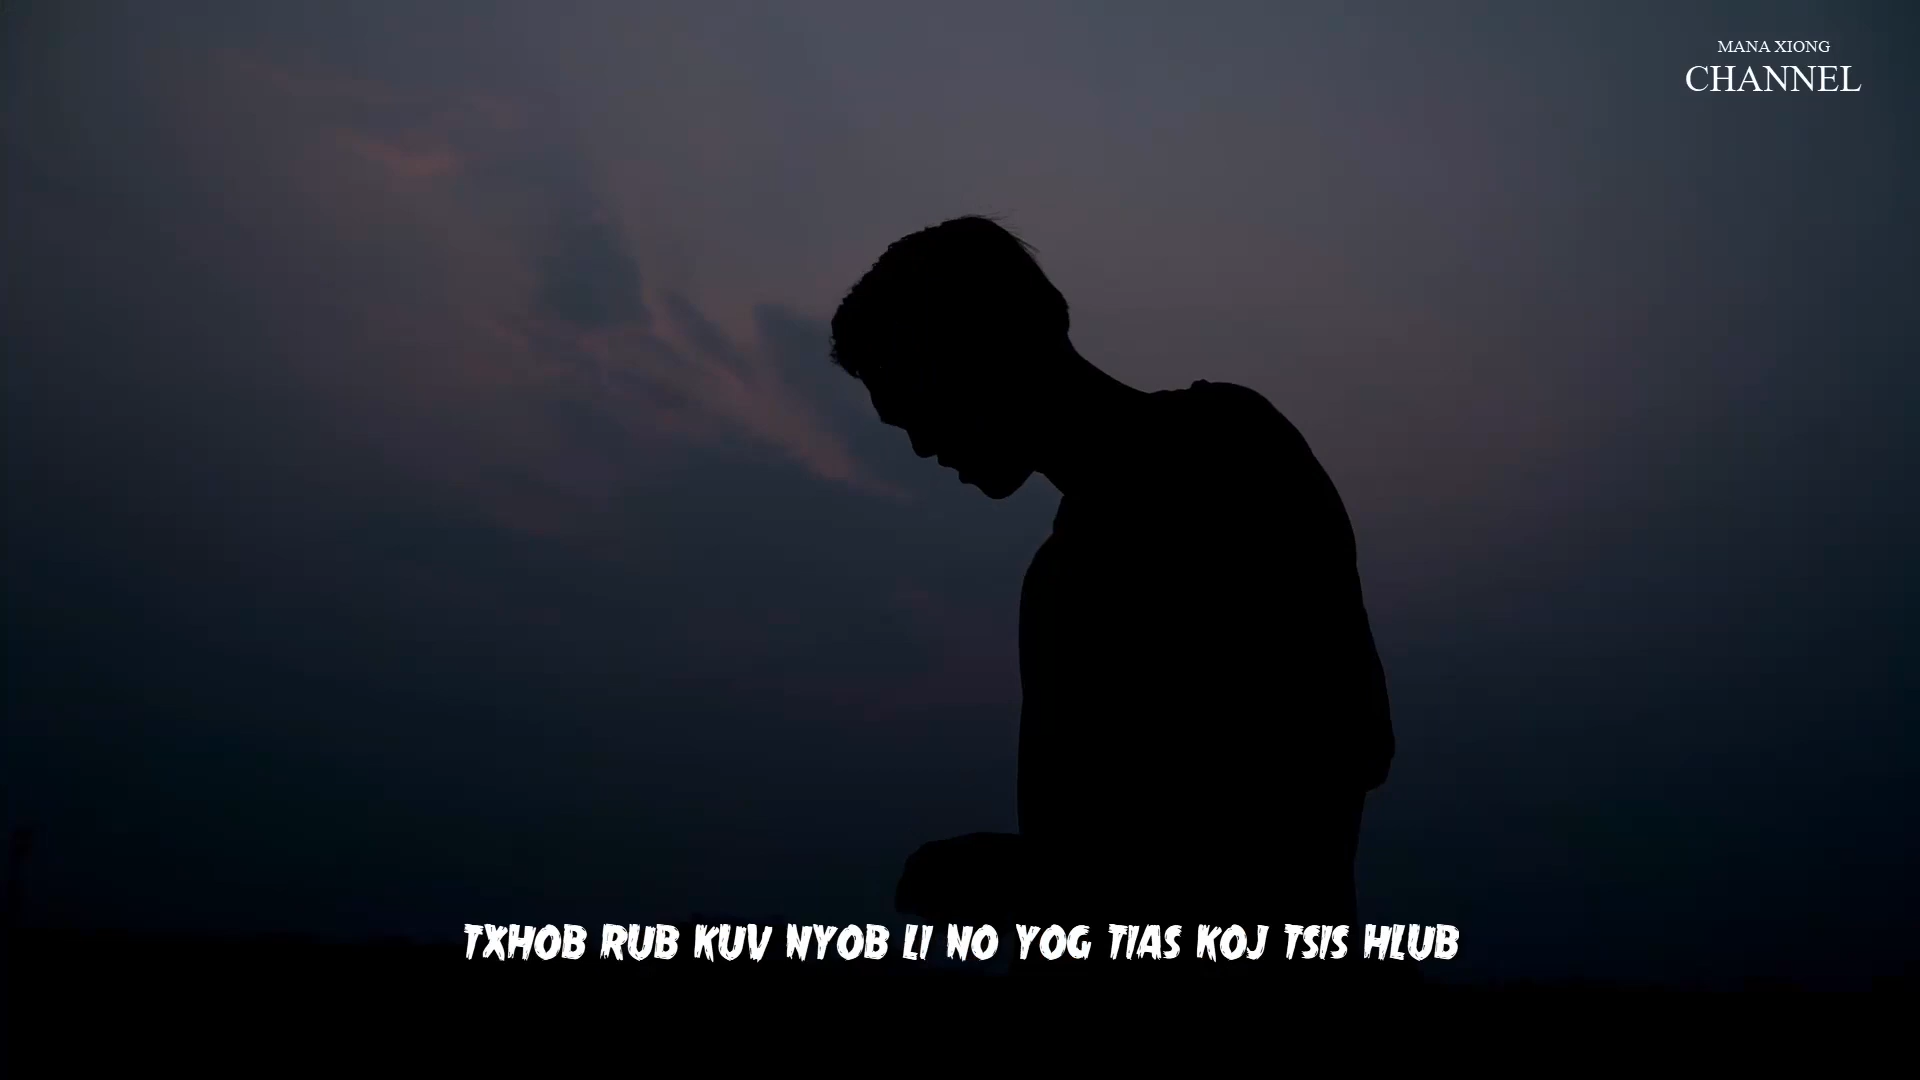 MANA XIONG
CHANNEL
TXHOB RUB KUV NYOB LI NO YOG TIAS KOJ TSIS HLUB